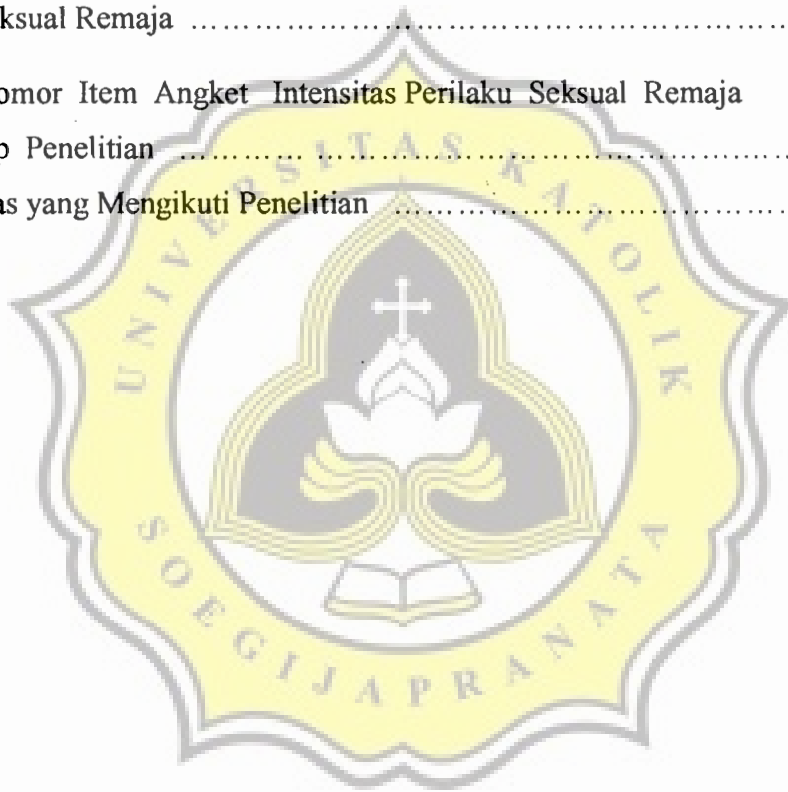 ksual Remaja ........................................................
omor Item Angket Intensitas Perilaku Seksual Remaja
Penelitian ........................................................
as yang Mengikuti Penelitian ........................................
UNIVERSITAS KATOLIK
SOEGIJAPRANATA